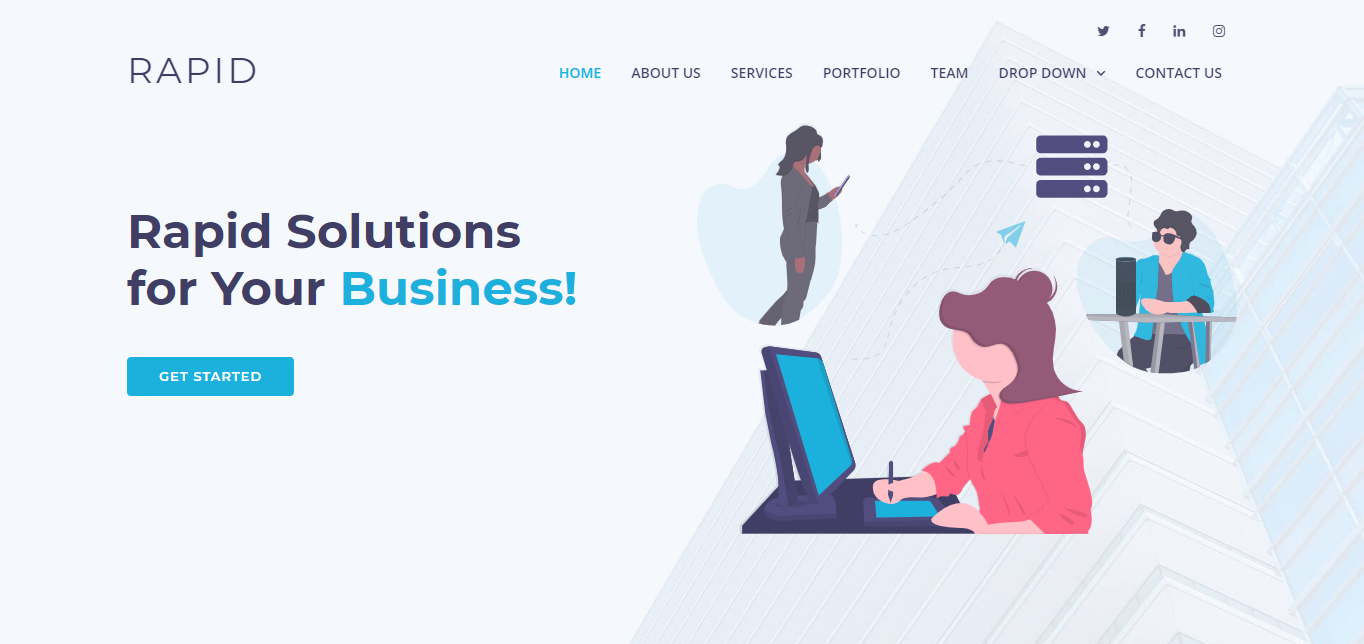 RAPID
HOME ABOUT US SERVICES PORTFOLIO TEAM DROP DOWN CONTACT US
Rapid Solutions
for Your Business!
GET STARTED